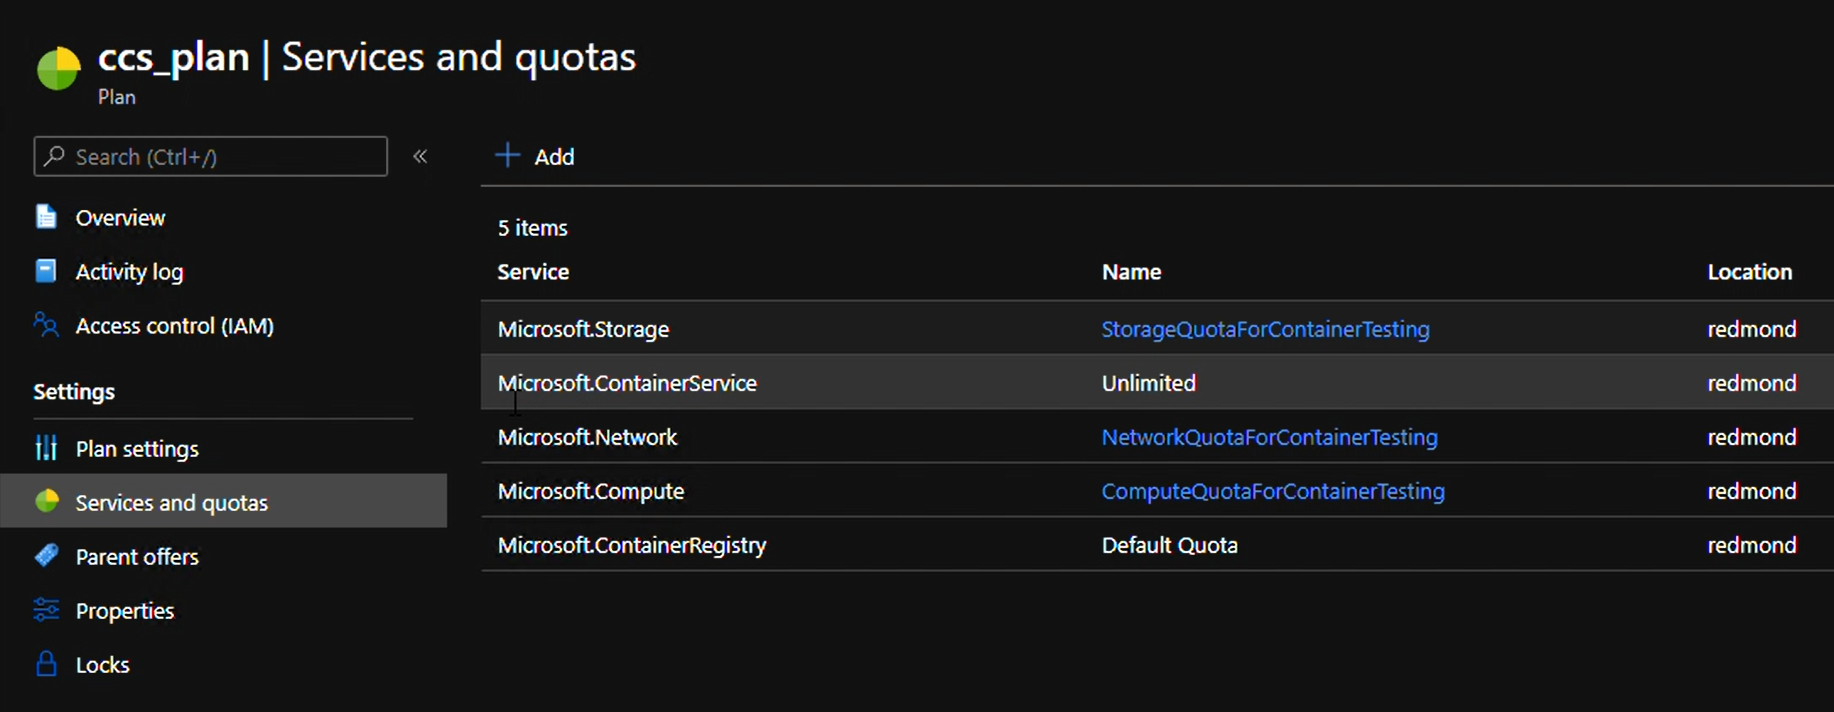 ccs_plan | Services and quotas
Plan
Search (Ctrl+/)
«
Add
Overview
Activity log
Access control (IAM)
Settings
Plan settings
Services and quotas
Parent offers
Properties
Locks
5 items
Service Name Location
Microsoft.Storage StorageQuotaForContainerTesting redmond
Microsoft.ContainerService Unlimited redmond
Microsoft.Network NetworkQuotaForContainerTesting redmond
Microsoft.Compute ComputeQuotaForContainerTesting redmond
Microsoft.ContainerRegistry Default Quota redmond